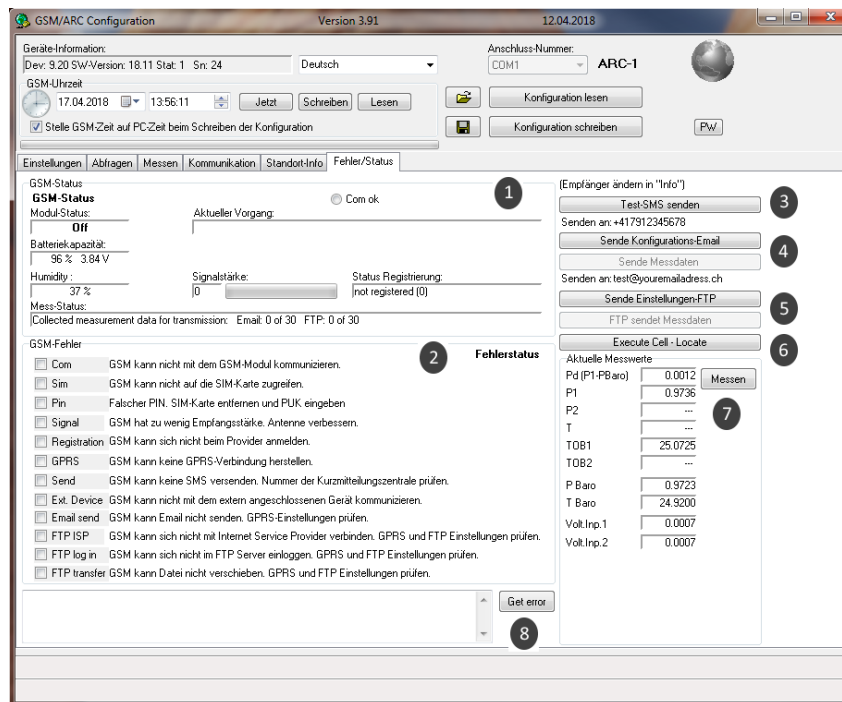 GSM/ARC Configuration Version 3.91 12.04.2018
Geräte-Information:
Dev: 9.20 SW-Version: 18.11 Stat: 1 Sn: 24
Deutsch
Anschluss-Nummer:
COM1
ARC-1
GSM-Uhrzeit
17.04.2018 13:56:11 Jetzt Schreiben Lesen
Stelle GSM-Zeit auf PC-Zeit beim Schreiben der Konfiguration
Konfiguration lesen
Konfiguration schreiben
PW
Einstellungen Abfragen Messen Kommunikation Standort-Info Fehler/Status
GSM-Status
GSM-Status
Com ok
1
Modul-Status:
Off
Aktueller Vorgang:
Batteriekapazität:
96 % 3.84 V
Humidity :
37 %
Signalstärke:
0
Status Registrierung:
not registered (0)
Mess-Status:
Collected measurement data for transmission: Email: 0 of 30 FTP: 0 of 30
GSM-Fehler
2
Fehlerstatus
Com GSM kann nicht mit dem GSM-Modul kommunizieren.
Sim GSM kann nicht auf die SIM-Karte zugreifen.
Pin Falscher PIN. SIM-Karte entfernen und PUK eingeben
Signal GSM hat zu wenig Empfangsstärke. Antenne verbessern.
Registration GSM kann sich nicht beim Provider anmelden.
GPRS GSM kann keine GPRS-Verbindung herstellen.
Send GSM kann keine SMS versenden. Nummer der Kurzmitteilungszentrale prüfen.
Ext. Device GSM kann nicht mit dem extern angeschlossenen Gerät kommunizieren.
Email send GSM kann Email nicht senden. GPRS-Einstellungen prüfen.
FTP ISP GSM kann sich nicht mit Internet Service Provider verbinden. GPRS und FTP Einstellungen prüfen.
FTP log in GSM kann sich nicht im FTP Server einloggen. GPRS und FTP Einstellungen prüfen.
FTP transfer GSM kann Datei nicht verschieben. GPRS und FTP Einstellungen prüfen.
Get error
8
(Empfänger ändern in "Info")
Test-SMS senden
3
Senden an: +417912345678
Sende Konfigurations-Email
4
Sende Messdaten
Senden an: test@youremailadress.ch
Sende Einstellungen-FTP
5
FTP sendet Messdaten
Execute Cell - Locate
6
Aktuelle Messwerte
Pd (P1-PBaro) 0.0012
Messen
P1 0.9736
7
P2 ---
T ---
TOB1 25.0725
TOB2 ---
P Baro 0.9723
T Baro 24.9200
Volt.Inp.1 0.0007
Volt.Inp.2 0.0007